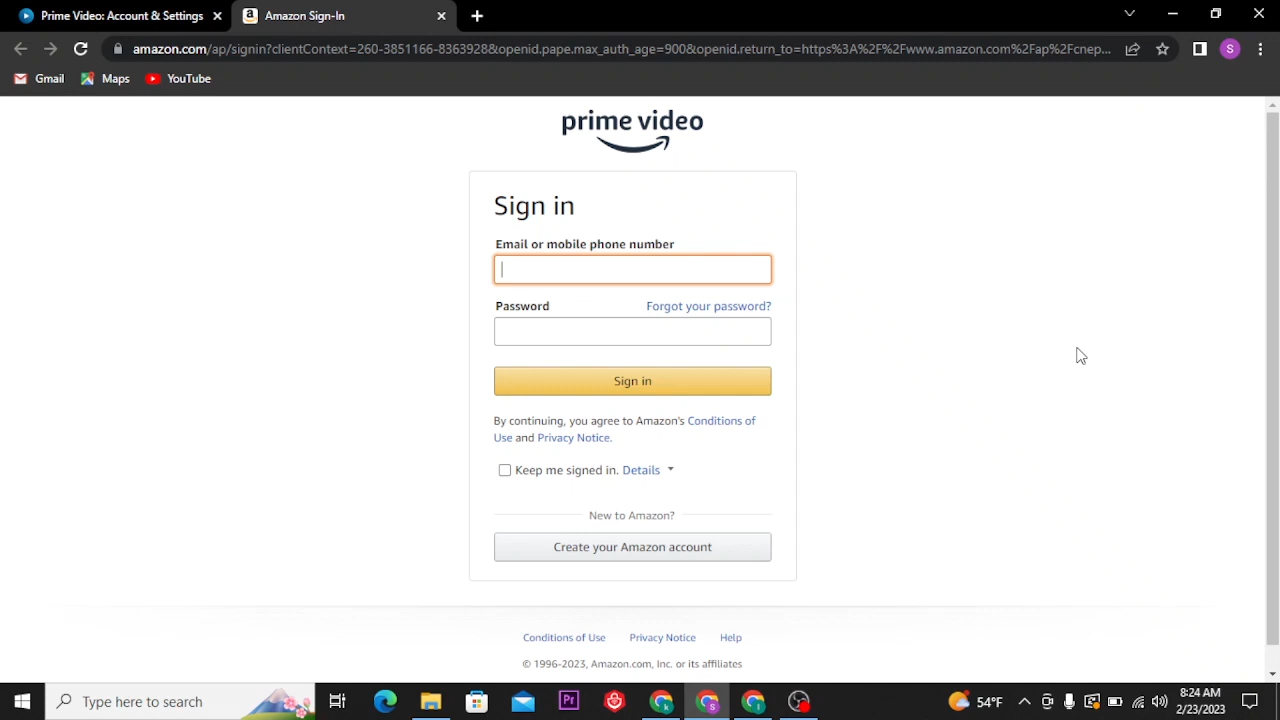 Prime Video: Account & Settings
Amazon Sign-In
amazon.com/ap/signin?clientContext=260-3851166-8363928&openid.pape.max_auth_age=900&openid.return_to=https%3A%2F%2Fwww.amazon.com%2Fap%2Fcnep...
S
Gmail
Maps
YouTube
prime video
Sign in
Email or mobile phone number
Password
Forgot your password?
Sign in
By continuing, you agree to Amazon's Conditions of
Use and Privacy Notice.
Keep me signed in. Details
New to Amazon?
Create your Amazon account
Conditions of Use
Privacy Notice
Help
© 1996-2023, Amazon.com, Inc. or its affiliates
Type here to search
54°F
8:24 AM
2/23/2023